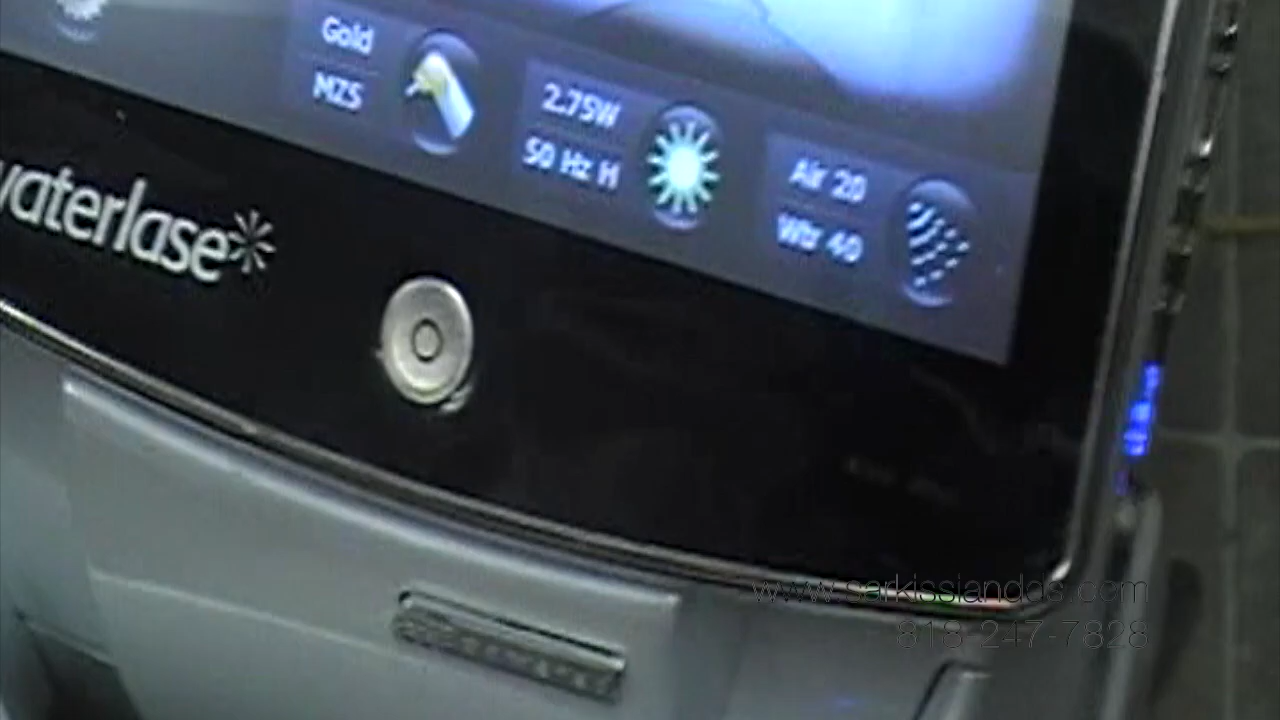 Gold
MZ5
2.75W
50 Hz H
Air 20
Wtr 40
waterlase
www.sarkissiandds.com
818-247-7828